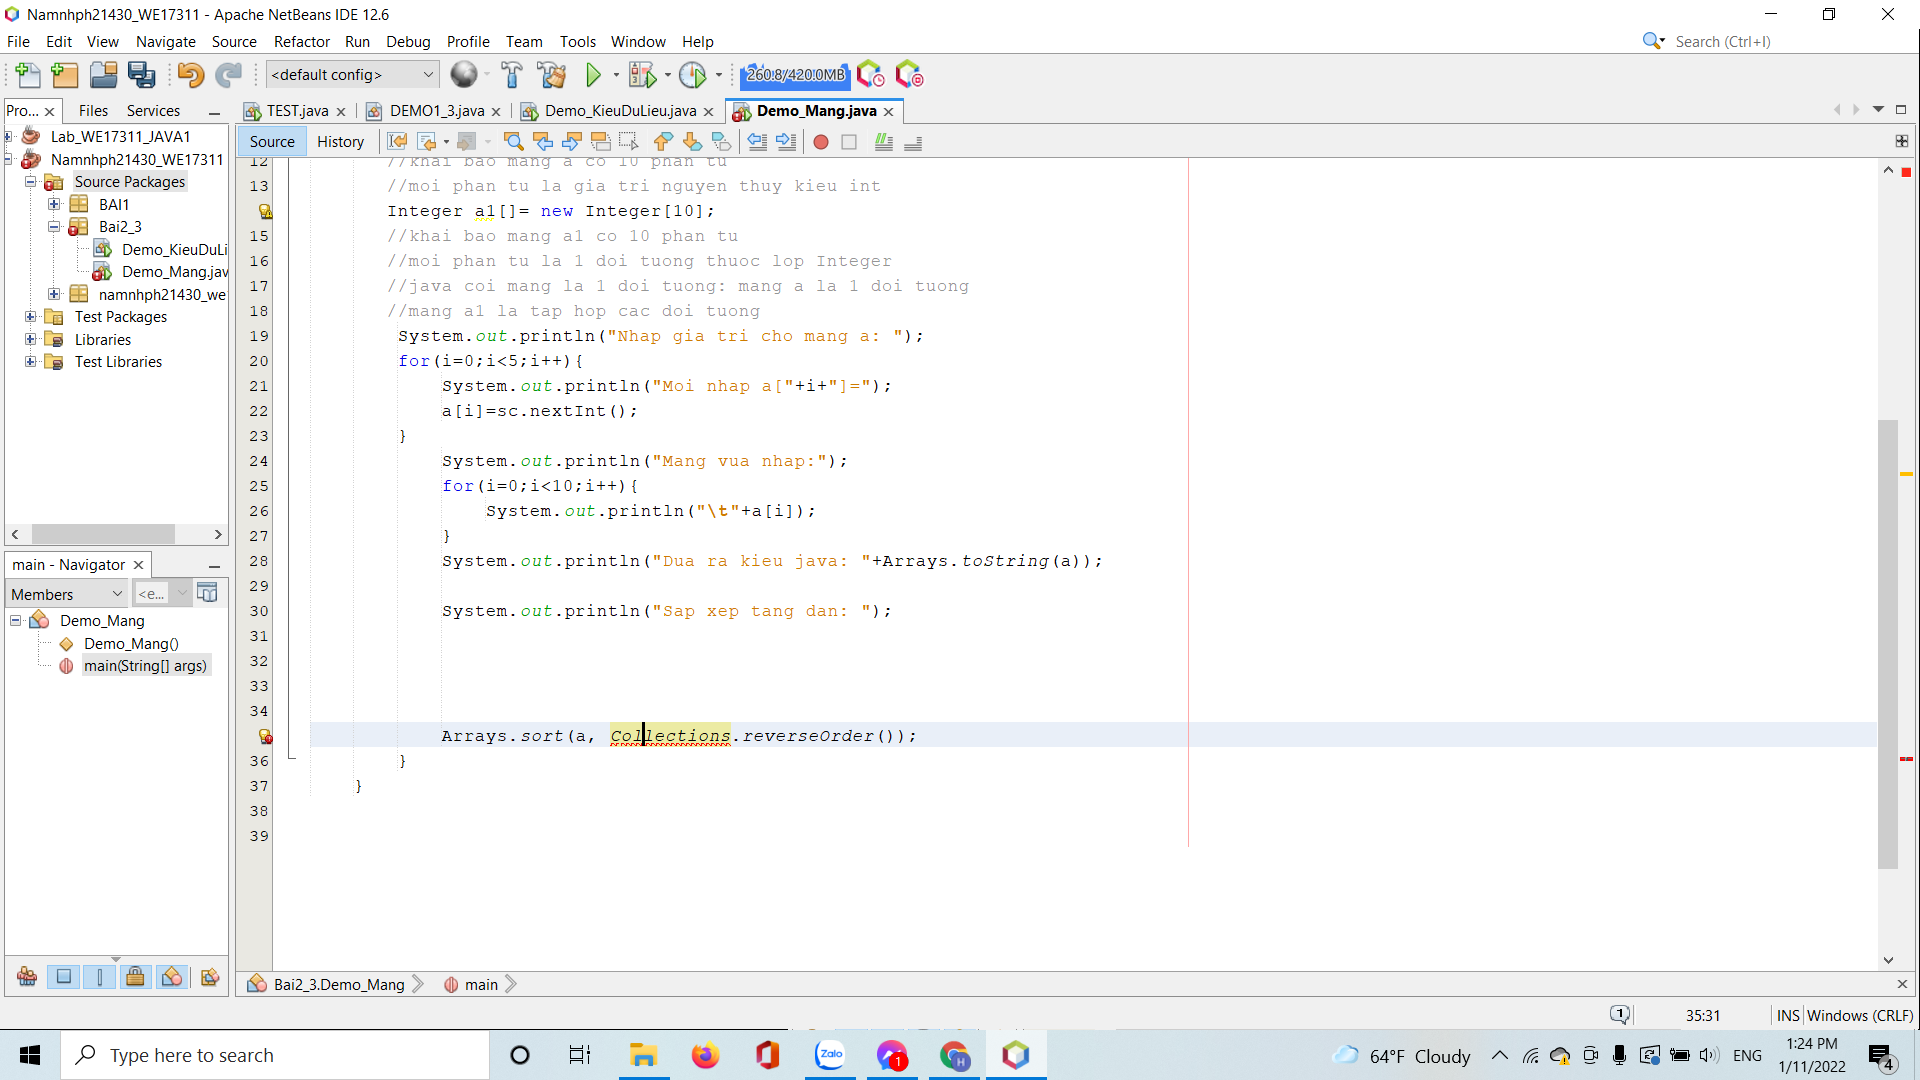 Namnhph21430_WE17311 - Apache NetBeans IDE 12.6
File Edit View Navigate Source Refactor Run Debug Profile Team Tools Window Help
Search (Ctrl+I)
<default config>
260.8/420.0MB
Pro... Files Services
TEST.java DEMO1_3.java Demo_KieuDuLieu.java Demo_Mang.java
Source History
Lab_WE17311_JAVA1
Namnhph21430_WE17311
Source Packages
BAI1
Bai2_3
Demo_KieuDuLi
Demo_Mang.jav
namnhph21430_we
Test Packages
Libraries
Test Libraries
main - Navigator
Members <e...
Demo_Mang
Demo_Mang()
main(String[] args)
12 //khai bao mang a co 10 phan tu
13 //moi phan tu la gia tri nguyen thuy kieu int
Integer a1[]= new Integer[10];
15 //khai bao mang a1 co 10 phan tu
16 //moi phan tu la 1 doi tuong thuoc lop Integer
17 //java coi mang la 1 doi tuong: mang a la 1 doi tuong
18 //mang a1 la tap hop cac doi tuong
19 System.out.println("Nhap gia tri cho mang a: ");
20 for(i=0;i<5;i++){
21 System.out.println("Moi nhap a["+i+"]=");
22 a[i]=sc.nextInt();
23 }
24 System.out.println("Mang vua nhap:");
25 for(i=0;i<10;i++){
26 System.out.println("\t"+a[i]);
27 }
28 System.out.println("Dua ra kieu java: "+Arrays.toString(a));
29
30 System.out.println("Sap xep tang dan: ");
31
32
33
34
Arrays.sort(a, Collections.reverseOrder());
36 }
37 }
38
39
Bai2_3.Demo_Mang main
1 35:31 INS Windows (CRLF)
Type here to search
Zalo
1
H
64°F Cloudy
ENG
1:24 PM
1/11/2022
4